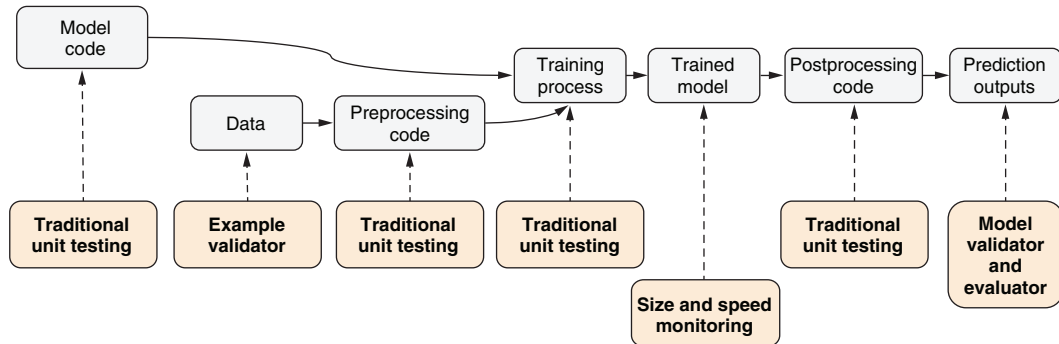 Model
code
Training
process
Trained
model
Postprocessing
code
Prediction
outputs
Data
Preprocessing
code
Traditional
unit testing
Example
validator
Traditional
unit testing
Traditional
unit testing
Traditional
unit testing
Model
validator
and
evaluator
Size and speed
monitoring